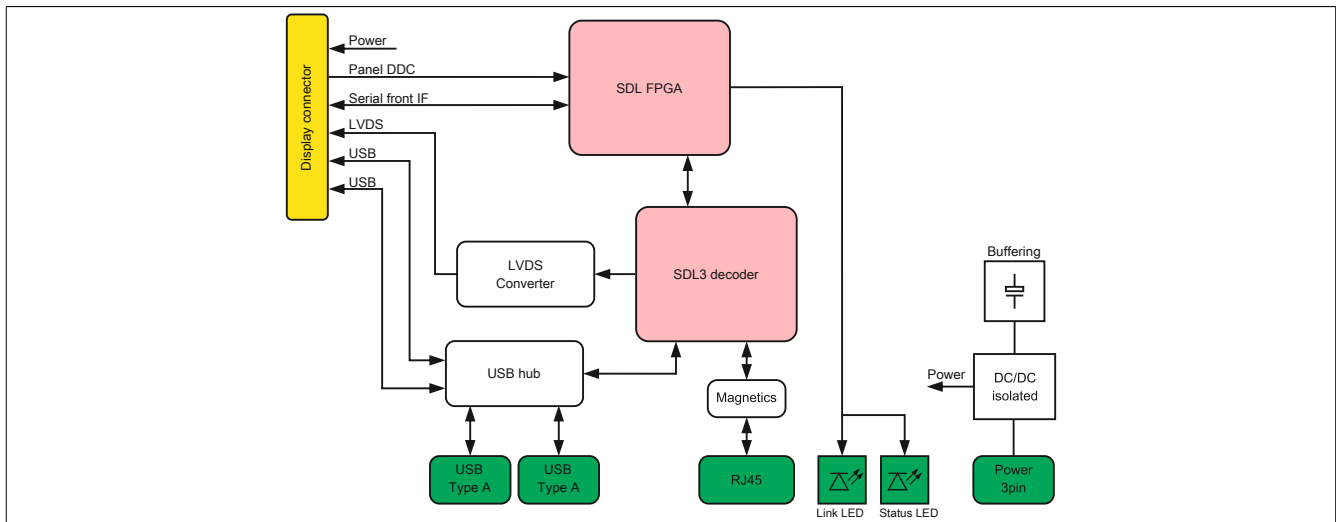 Display connector
Power
Panel DDC
Serial front IF
LVDS
USB
USB
SDL FPGA
LVDS
Converter
SDL3 decoder
USB hub
Magnetics
USB
Type A
USB
Type A
RJ45
Link LED
Status LED
Buffering
Power
DC/DC
isolated
Power
3pin